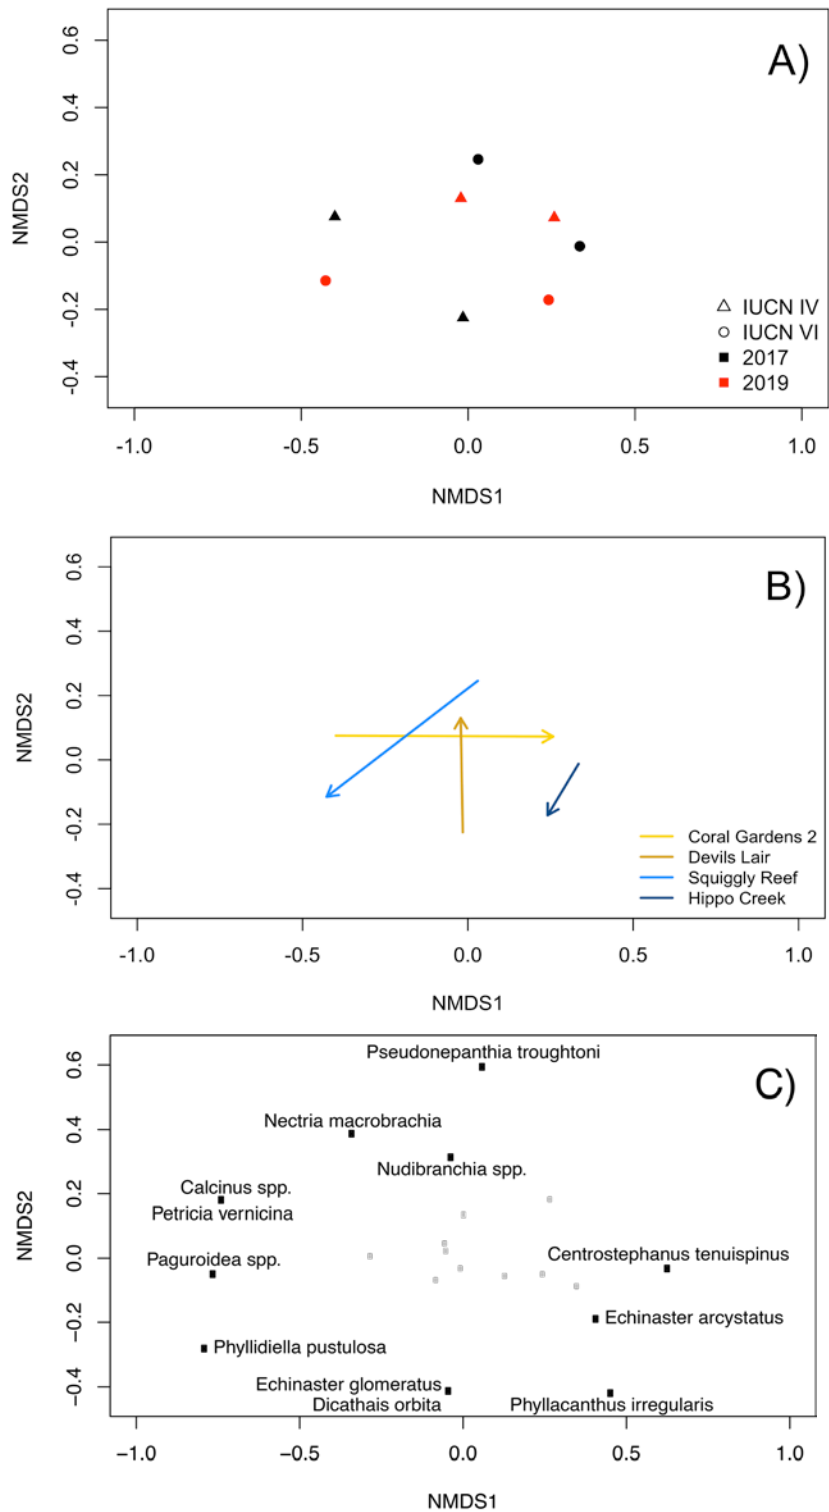 A)
0.6
0.4
0.2
0.0
-0.2
-0.4
NMDS2
IUCN IV
IUCN VI
2017
2019
-1.0 -0.5 0.0 0.5 1.0
NMDS1
B)
0.6
0.4
0.2
0.0
-0.2
-0.4
NMDS2
Coral Gardens 2
Devils Lair
Squiggly Reef
Hippo Creek
-1.0 -0.5 0.0 0.5 1.0
NMDS1
C)
0.6
0.4
0.2
0.0
−0.2
−0.4
NMDS2
Pseudonepanthia troughtoni
Nectria macrobrachia
Nudibranchia spp.
Calcinus spp.
Petricia vernicina
Paguroidea spp.
Centrostephanus tenuispinus
Echinaster arcystatus
Phyllidiella pustulosa
Echinaster glomeratus
Dicathais orbita
Phyllacanthus irregularis
−1.0 −0.5 0.0 0.5 1.0
NMDS1